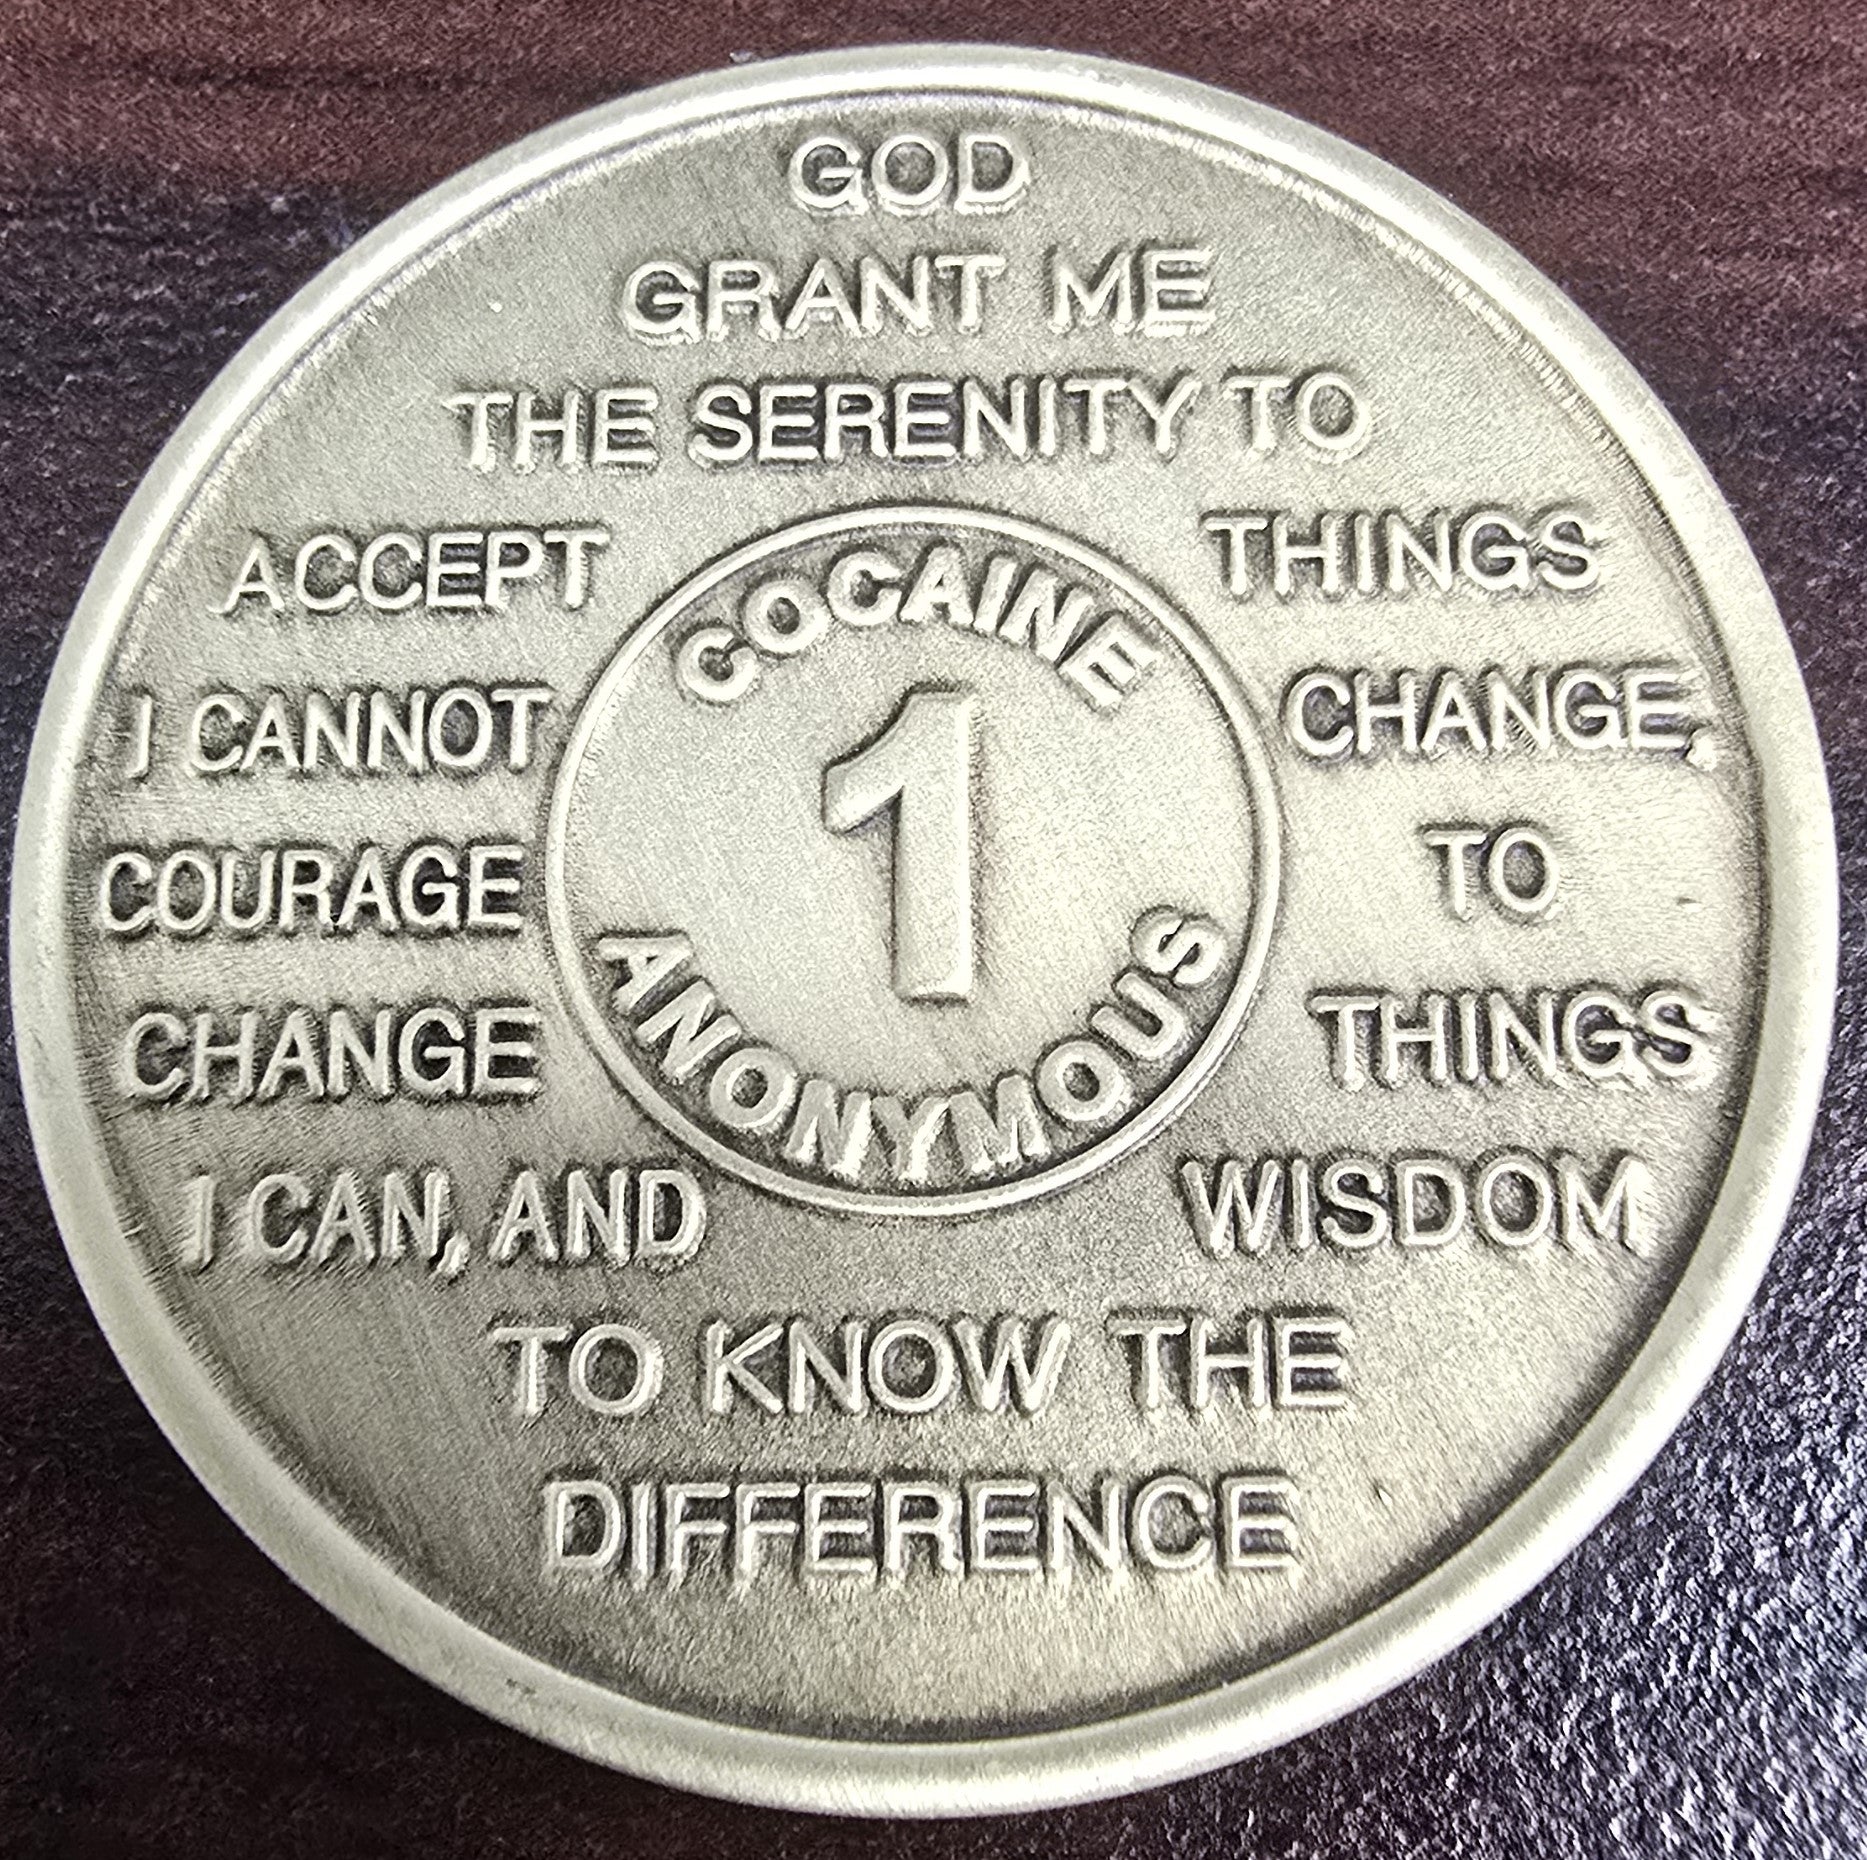 GOD
GRANT ME
THE SERENITY TO
ACCEPT THINGS
I CANNOT CHANGE,
COURAGE TO
CHANGE THINGS
I CAN, AND WISDOM
TO KNOW THE
DIFFERENCE
COCAINE
1
ANONYMOUS